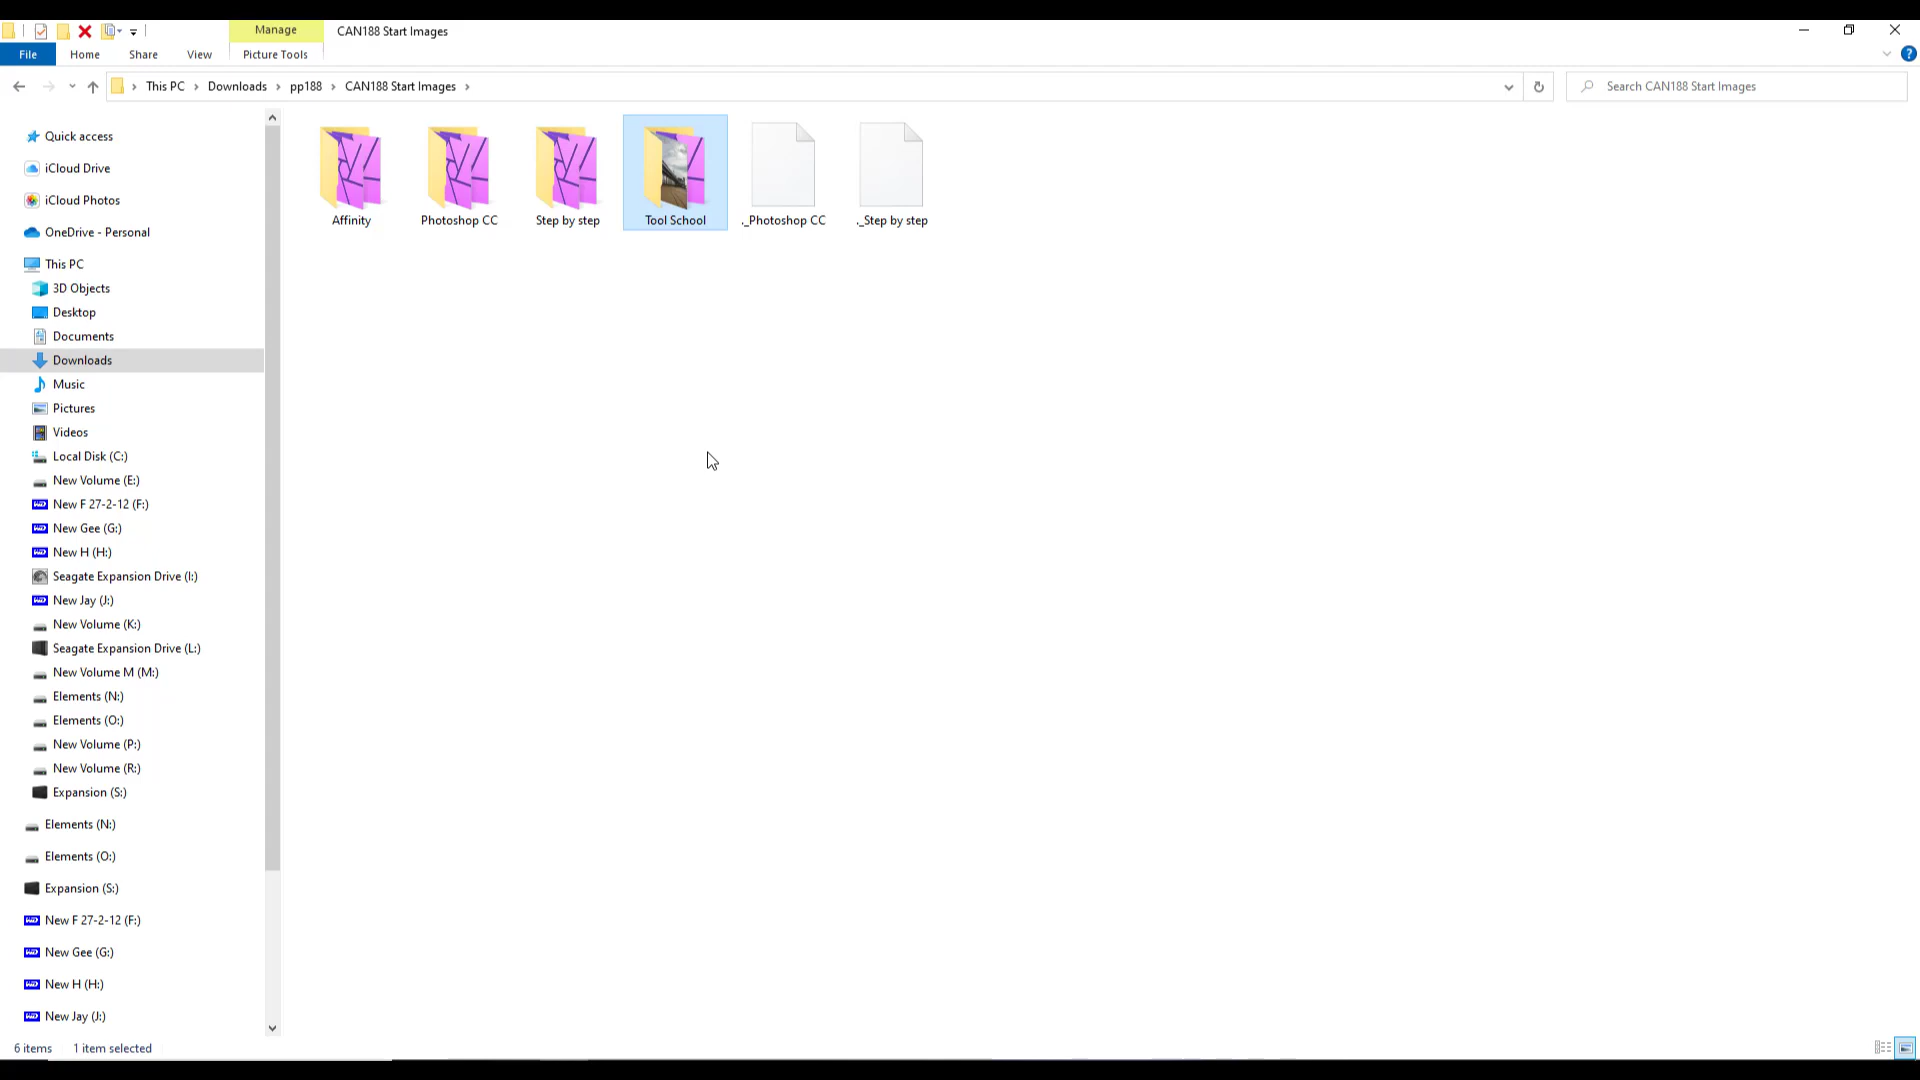 Manage
CAN188 Start Images
File
Home
Share
View
Picture Tools
This PC
Downloads
pp188
CAN188 Start Images
Search CAN188 Start Images
Quick access
iCloud Drive
iCloud Photos
OneDrive - Personal
This PC
3D Objects
Desktop
Documents
Downloads
Music
Pictures
Videos
Local Disk (C:)
New Volume (E:)
New F 27-2-12 (F:)
New Gee (G:)
New H (H:)
Seagate Expansion Drive (I:)
New Jay (J:)
New Volume (K:)
Seagate Expansion Drive (L:)
New Volume M (M:)
Elements (N:)
Elements (O:)
New Volume (P:)
New Volume (R:)
Expansion (S:)
Elements (N:)
Elements (O:)
Expansion (S:)
New F 27-2-12 (F:)
New Gee (G:)
New H (H:)
New Jay (J:)
Affinity
Photoshop CC
Step by step
Tool School
._Photoshop CC
._Step by step
6 items
1 item selected